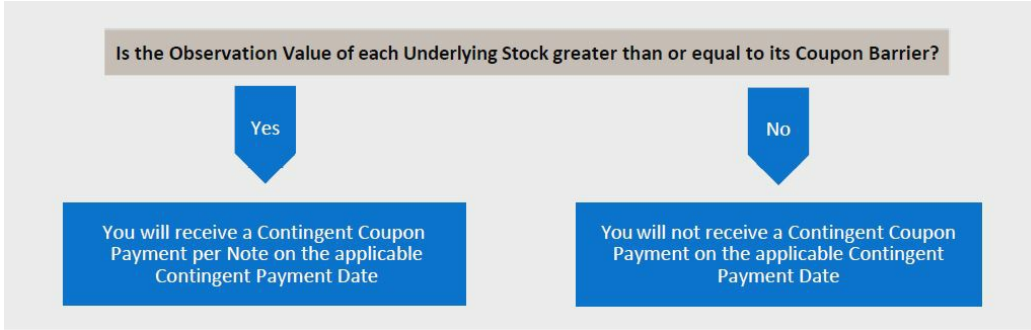 Is the Observation Value of each Underlying Stock greater than or equal to its Coupon Barrier?
Yes
No
You will receive a Contingent Coupon
Payment per Note on the applicable
Contingent Payment Date
You will not receive a Contingent Coupon
Payment on the applicable Contingent
Payment Date